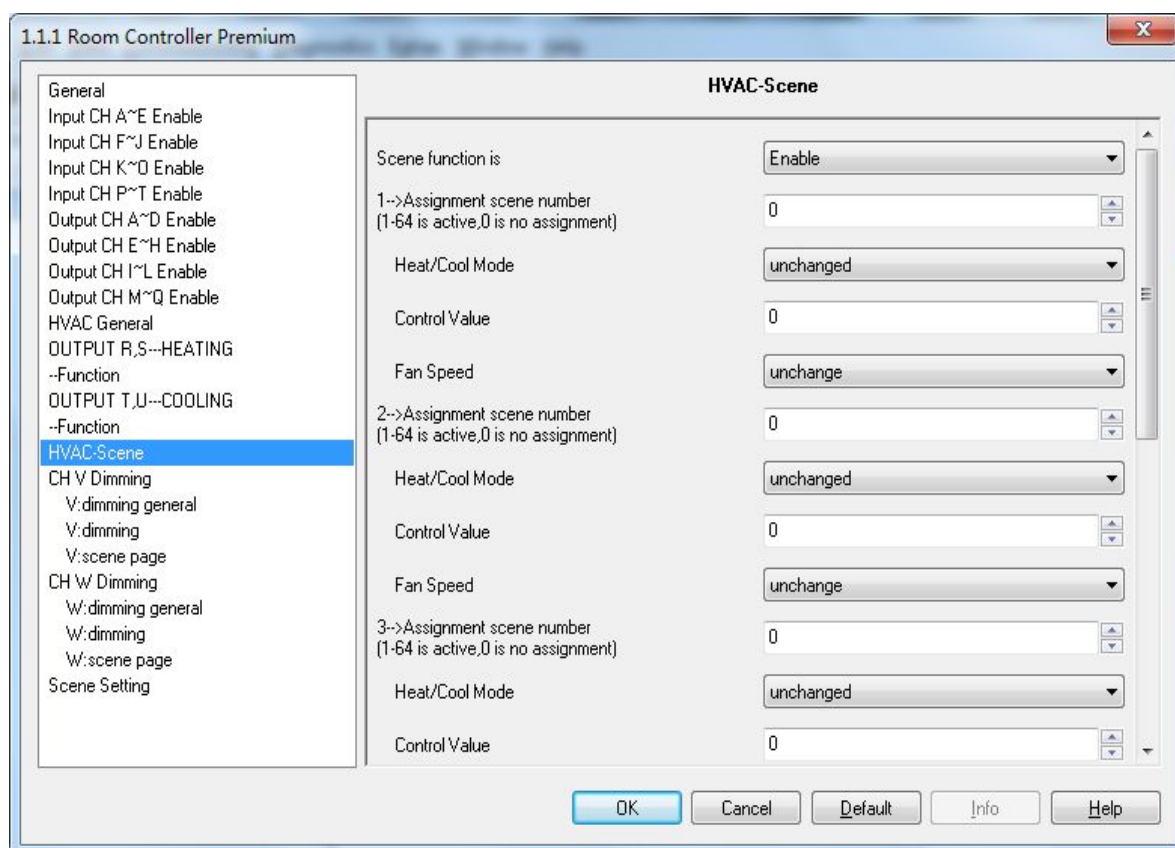 1.1.1 Room Controller Premium
General
Input CH A~E Enable
Input CH F~J Enable
Input CH K~O Enable
Input CH P~T Enable
Output CH A~D Enable
Output CH E~H Enable
Output CH I~L Enable
Output CH M~Q Enable
HVAC General
OUTPUT R,S---HEATING
--Function
OUTPUT T,U---COOLING
--Function
HVAC-Scene
CH V Dimming
V:dimming general
V:dimming
V:scene page
CH W Dimming
W:dimming general
W:dimming
W:scene page
Scene Setting
HVAC-Scene
Scene function is Enable
1-->Assignment scene number
(1-64 is active,0 is no assignment) 0
Heat/Cool Mode unchanged
Control Value 0
Fan Speed unchange
2-->Assignment scene number
(1-64 is active,0 is no assignment) 0
Heat/Cool Mode unchanged
Control Value 0
Fan Speed unchange
3-->Assignment scene number
(1-64 is active,0 is no assignment) 0
Heat/Cool Mode unchanged
Control Value 0
OK Cancel Default Info Help